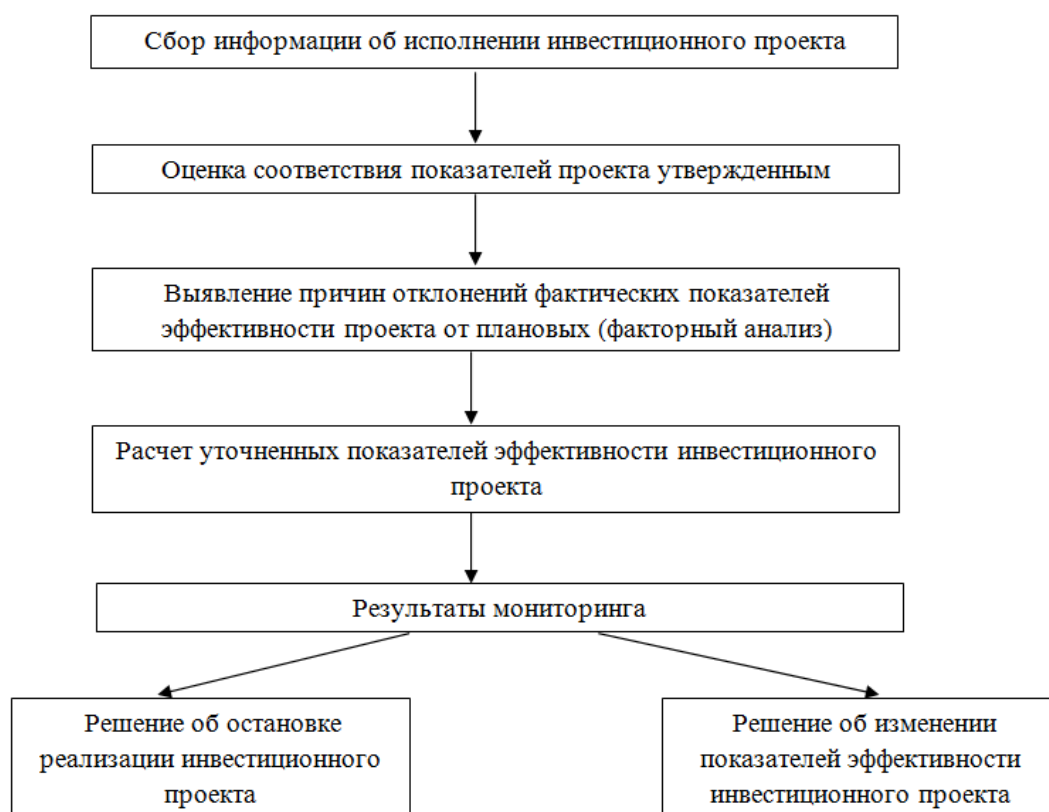 Сбор информации об исполнении инвестиционного проекта
Оценка соответствия показателей проекта утвержденным
Выявление причин отклонений фактических показателей
эффективности проекта от плановых (факторный анализ)
Расчет уточненных показателей эффективности инвестиционного
проекта
Результаты мониторинга
Решение об остановке
реализации инвестиционного
проекта
Решение об изменении
показателей эффективности
инвестиционного проекта